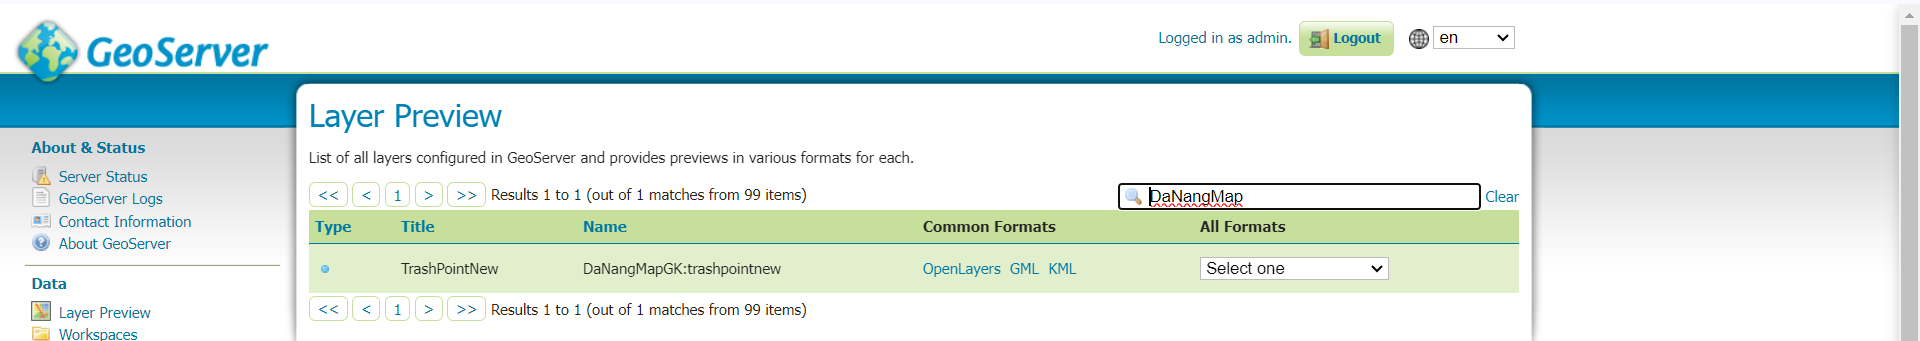 GeoServer
Logged in as admin. Logout en
Layer Preview
List of all layers configured in GeoServer and provides previews in various formats for each.
<< < 1 > >> Results 1 to 1 (out of 1 matches from 99 items) DaNangMap Clear
Type Title Name Common Formats All Formats
TrashPointNew DaNangMapGK:trashpointnew OpenLayers GML KML Select one
<< < 1 > >> Results 1 to 1 (out of 1 matches from 99 items)
About & Status
Server Status
GeoServer Logs
Contact Information
About GeoServer
Data
Layer Preview
Workspaces